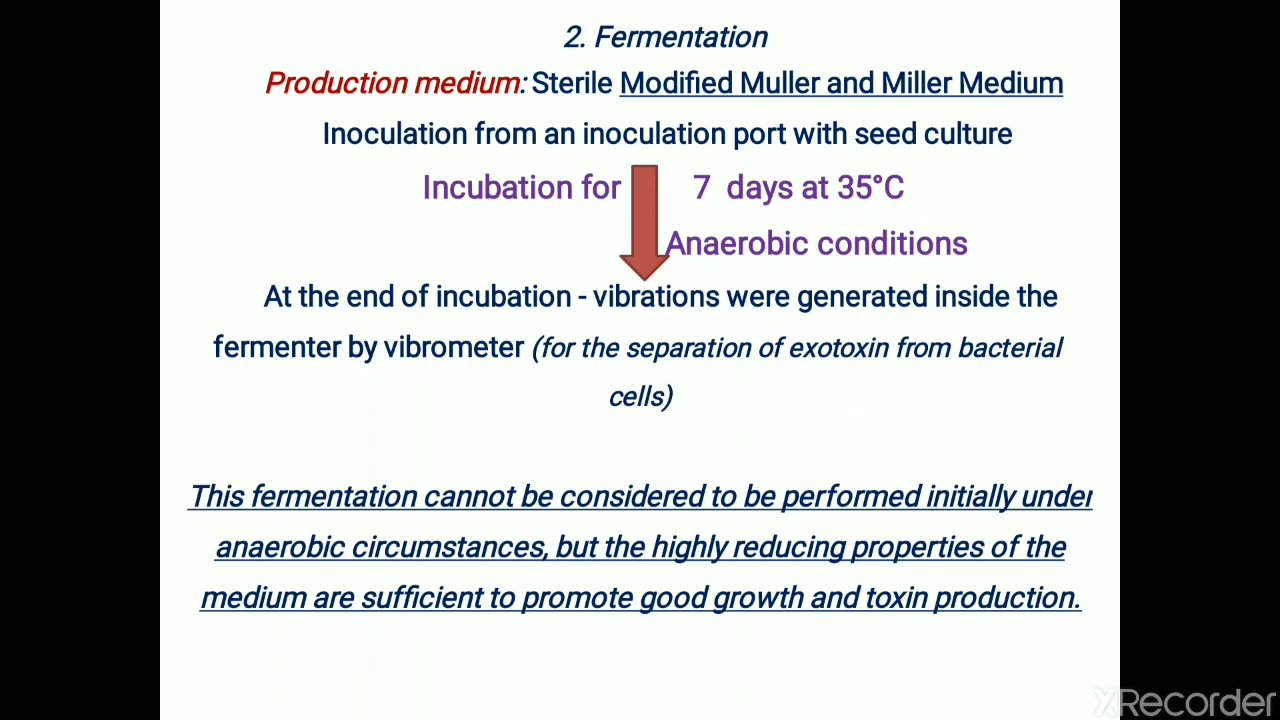 2. Fermentation
Production medium: Sterile Modified Muller and Miller Medium
Inoculation from an inoculation port with seed culture
Incubation for 7 days at 35°C
Anaerobic conditions
At the end of incubation - vibrations were generated inside the
fermenter by vibrometer (for the separation of exotoxin from bacterial
cells)
This fermentation cannot be considered to be performed initially under
anaerobic circumstances, but the highly reducing properties of the
medium are sufficient to promote good growth and toxin production.
XRecorder